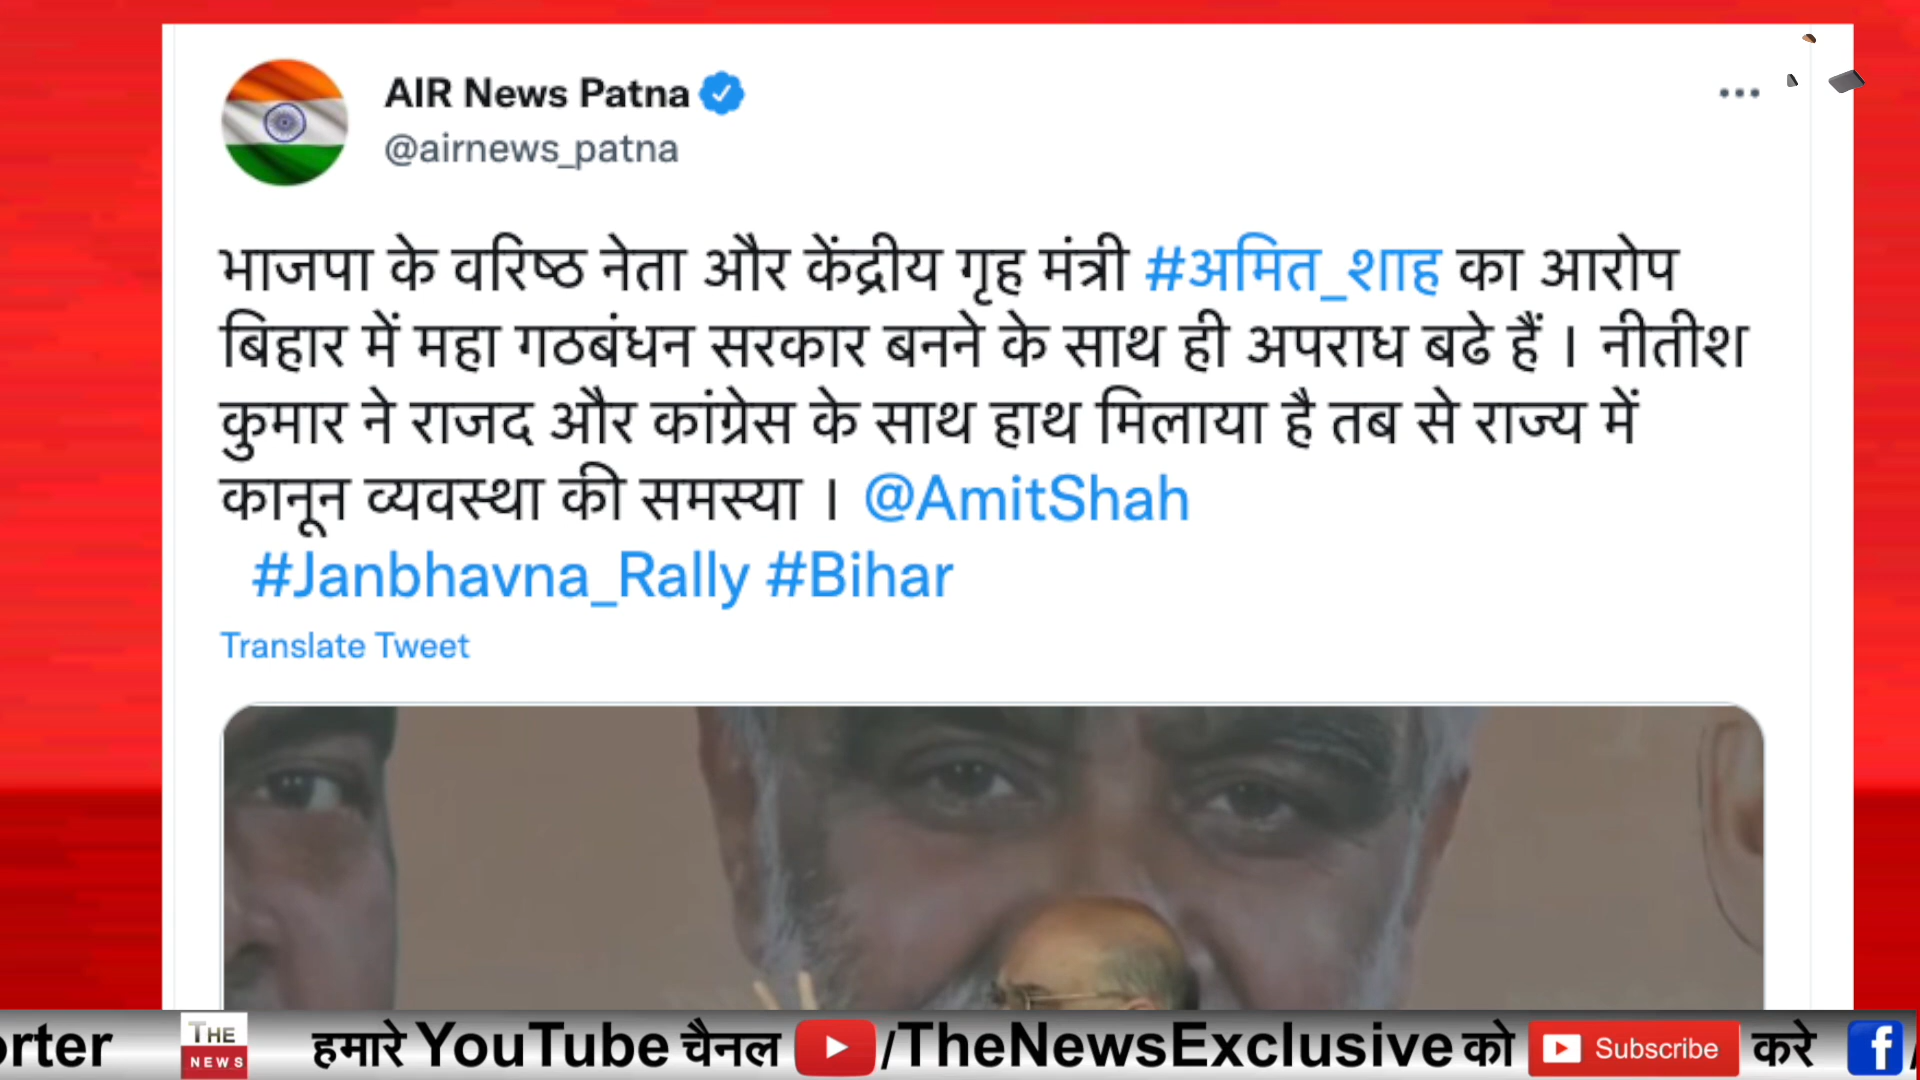 AIR News Patna
@airnews_patna
भाजपा के वरिष्ठ नेता और केंद्रीय गृह मंत्री #अमित_शाह का आरोप
बिहार में महा गठबंधन सरकार बनने के साथ ही अपराध बढे हैं । नीतीश
कुमार ने राजद और कांग्रेस के साथ हाथ मिलाया है तब से राज्य में
कानून व्यवस्था की समस्या । @AmitShah
#Janbhavna_Rally #Bihar
Translate Tweet
orter THE NEWS हमारे YouTube चैनल /TheNewsExclusive को Subscribe करे f /